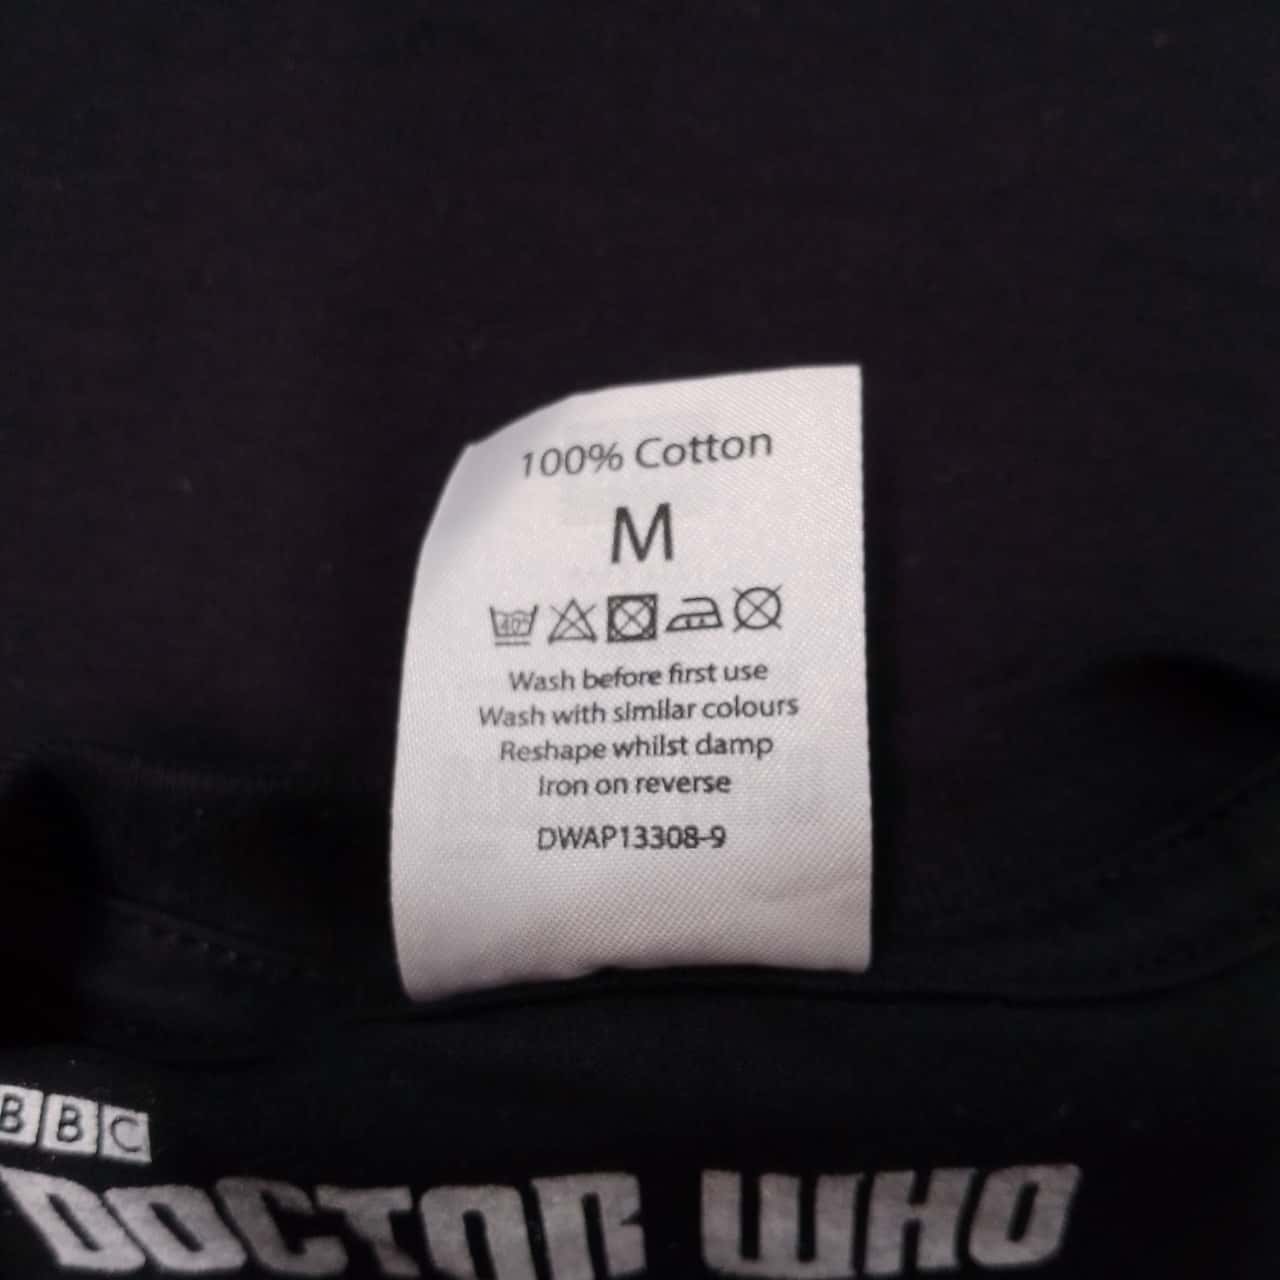 100% Cotton
M
40°
Wash before first use
Wash with similar colours
Reshape whilst damp
Iron on reverse
DWAP13308-9
BBC
DOCTOR WHO